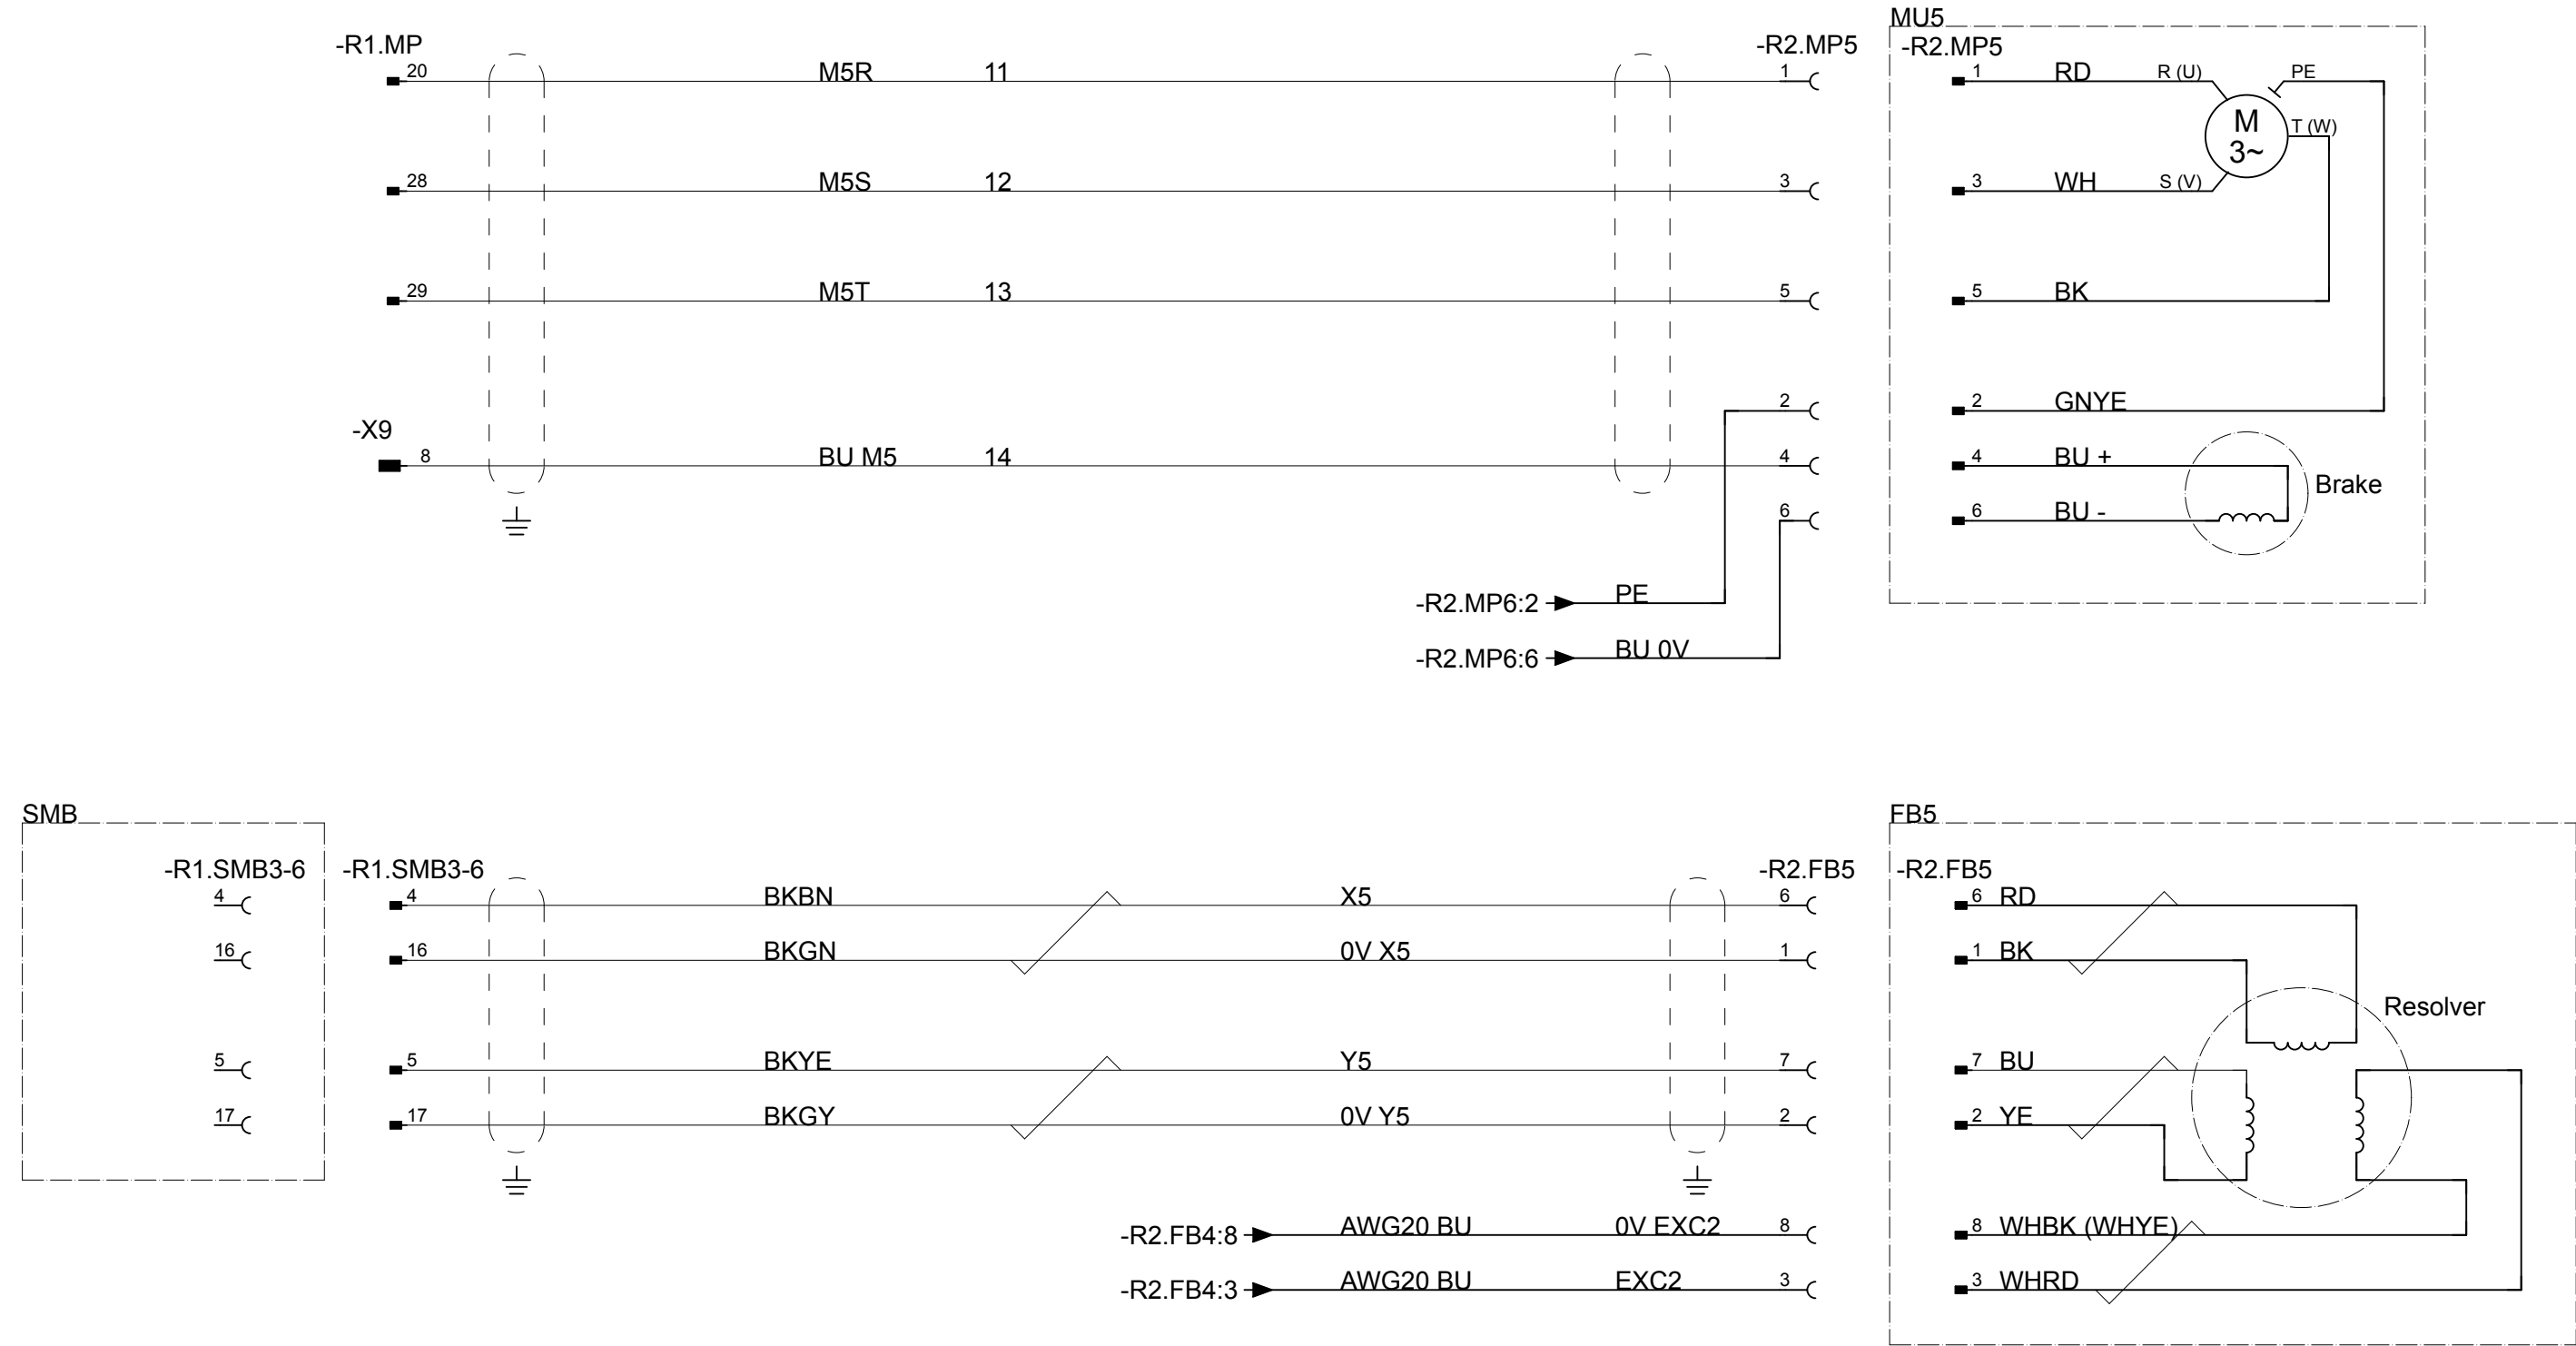 MU5
-R1.MP
-R2.MP5
-R2.MP5
20 M5R 11 1
1 RD R (U) PE
M
3~
T (W)
28 M5S 12 3
3 WH S (V)
29 M5T 13 5
5 BK
2
2 GNYE
-X9
8 BU M5 14 4
4 BU +
Brake
6
6 BU -
-R2.MP6:2 PE
-R2.MP6:6 BU 0V
SMB
FB5
-R1.SMB3-6
-R1.SMB3-6
-R2.FB5
-R2.FB5
4
4 BKBN X5 6
6 RD
16
16 BKGN 0V X5 1
1 BK
Resolver
5
5 BKYE Y5 7
7 BU
17
17 BKGY 0V Y5 2
2 YE
-R2.FB4:8 AWG20 BU 0V EXC2 8
8 WHBK (WHYE)
-R2.FB4:3 AWG20 BU EXC2 3
3 WHRD